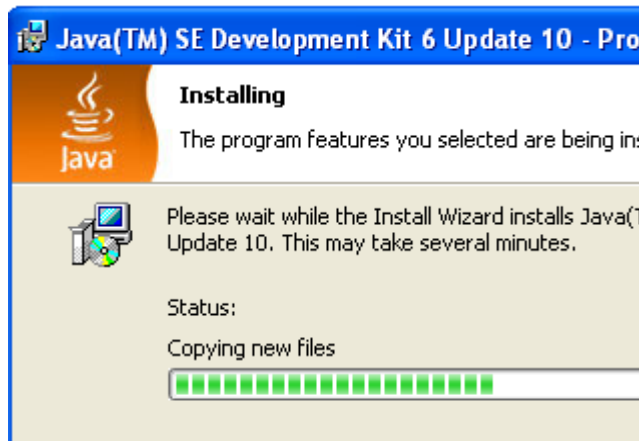 Java(TM) SE Development Kit 6 Update 10 - Pro
Installing
The program features you selected are being ins
Java
Please wait while the Install Wizard installs Java(T
Update 10. This may take several minutes.
Status:
Copying new files